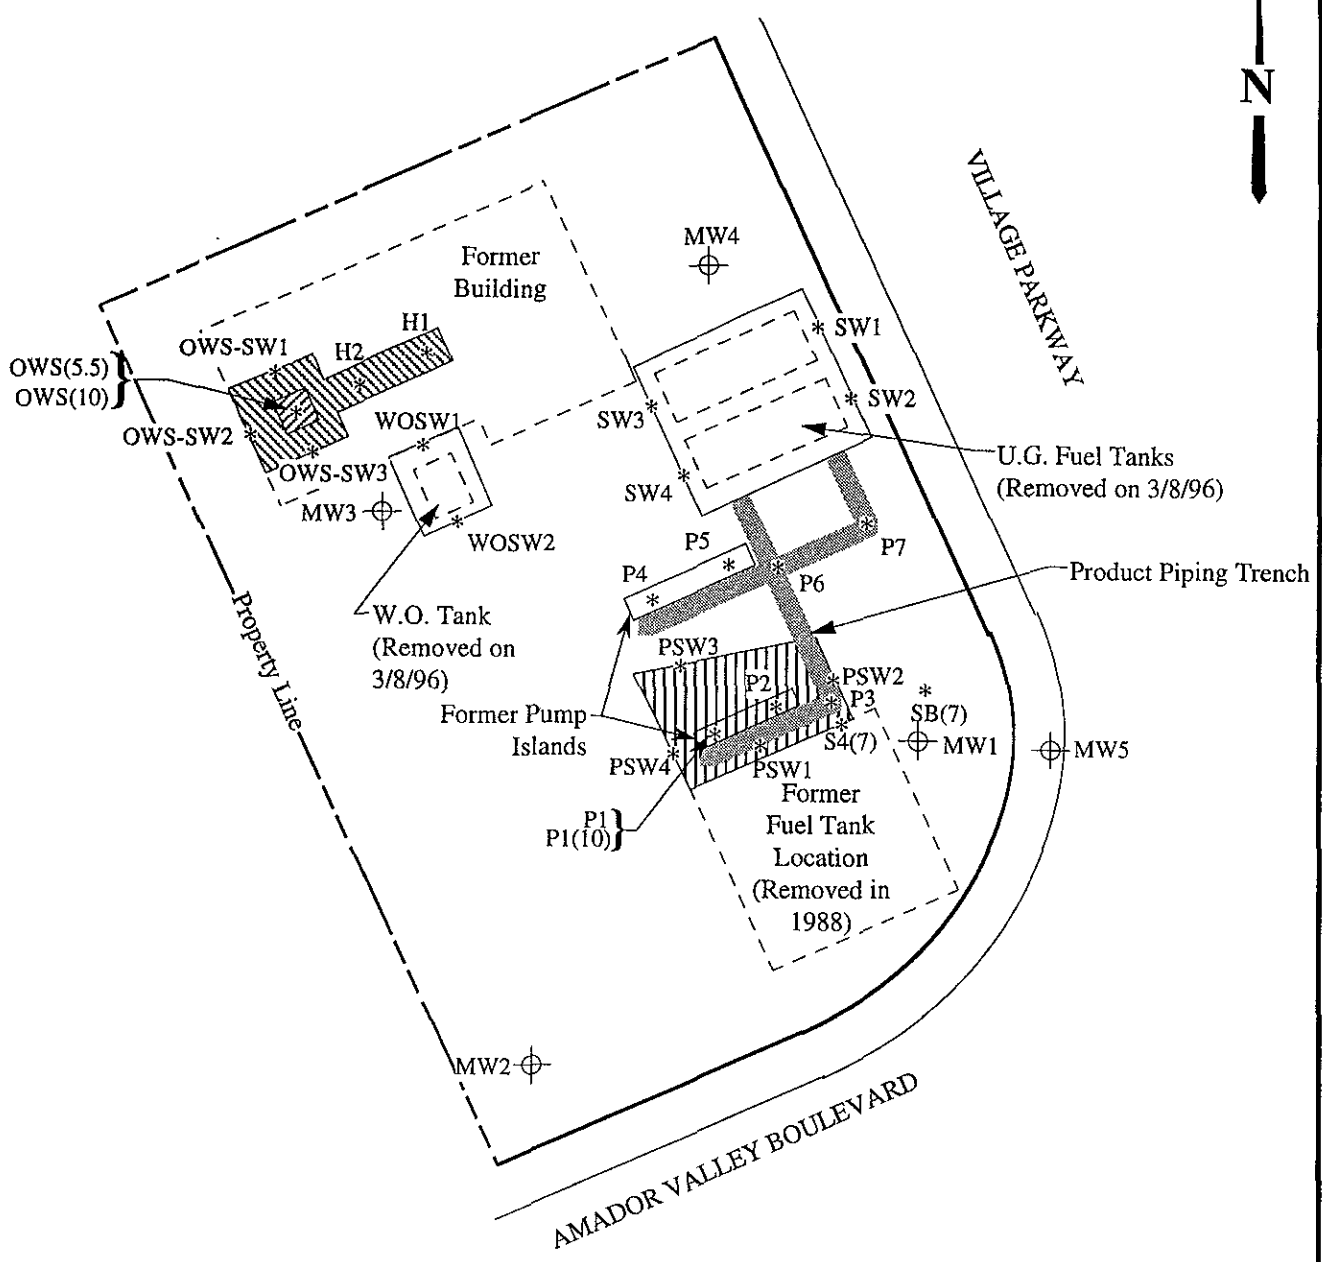 N
VILLAGE PARKWAY
MW4
Former
Building
H1
OWS-SW1
H2
SW1
OWS(5.5)
OWS(10)
SW2
SW3
WOSW1
OWS-SW2
OWS-SW3
U.G. Fuel Tanks
(Removed on 3/8/96)
SW4
MW3
WOSW2
P5
P7
P4
P6
Product Piping Trench
Property Line
W.O. Tank
(Removed on
3/8/96)
PSW3
PSW2
P2
P3
SB(7)
Former Pump
Islands
S4(7)
MW1
MW5
PSW4
PSW1
Former
Fuel Tank
Location
(Removed in
1988)
P1
P1(10)
MW2
AMADOR VALLEY BOULEVARD